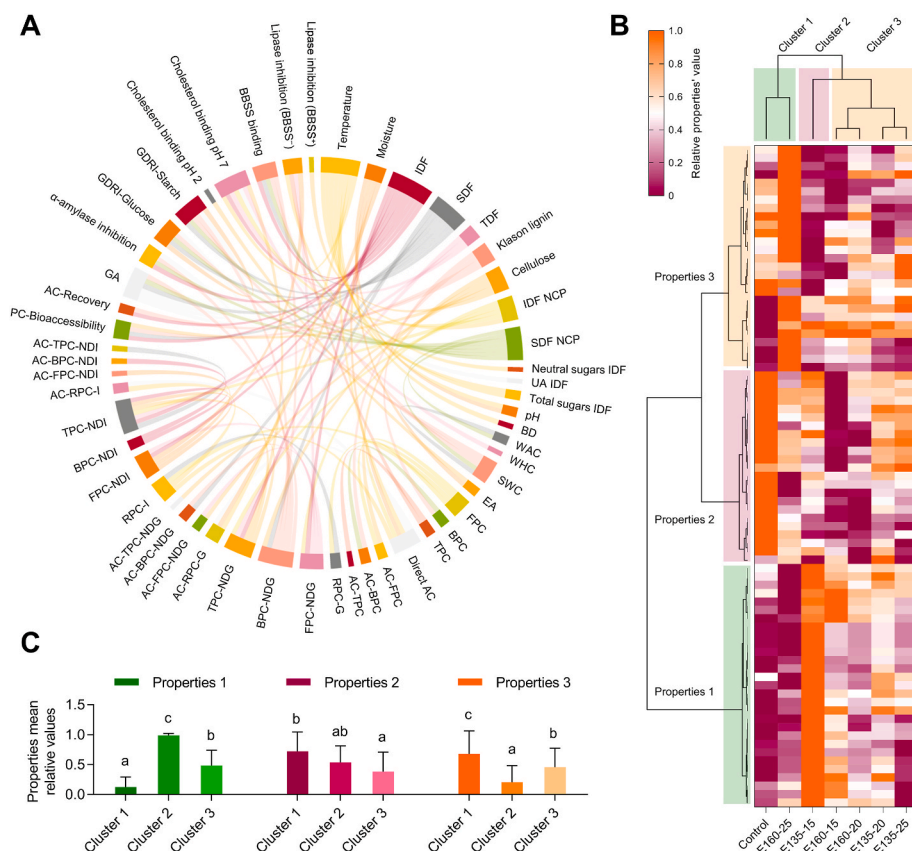 A
Cholesterol binding pH 2
Cholesterol binding pH 7
BBSS binding
Lipase inhibition (BBSS⁻)
Lipase inhibition (BBSS⁺)
Temperature
Moisture
IDF
SDF
TDF
Klason lignin
Cellulose
IDF NCP
SDF NCP
Neutral sugars IDF
UA IDF
Total sugars IDF
pH
BD
WAC
WHC
SWC
EA
FPC
BPC
TPC
Direct AC
AC-FPC
AC-BPC
AC-TPC
RPC-G
FPC-NDG
BPC-NDG
TPC-NDG
AC-RPC-G
AC-FPC-NDG
AC-BPC-NDG
AC-TPC-NDG
RPC-I
FPC-NDI
BPC-NDI
TPC-NDI
AC-RPC-I
AC-FPC-NDI
AC-BPC-NDI
AC-TPC-NDI
PC-Bioaccessibility
AC-Recovery
GA
α-amylase inhibition
GDRI-Glucose
GDRI-Starch
B
1.0
0.8
0.6
0.4
0.2
0
Relative properties' value
Cluster 1
Cluster 2
Cluster 3
Properties 3
Properties 2
Properties 1
Control
E160-25
E135-15
E160-15
E160-20
E135-20
E135-25
C
Properties 1
Properties 2
Properties 3
Properties mean
relative values
1.5
1.0
0.5
0.0
a
c
b
b
ab
a
c
a
b
Cluster 1
Cluster 2
Cluster 3
Cluster 1
Cluster 2
Cluster 3
Cluster 1
Cluster 2
Cluster 3